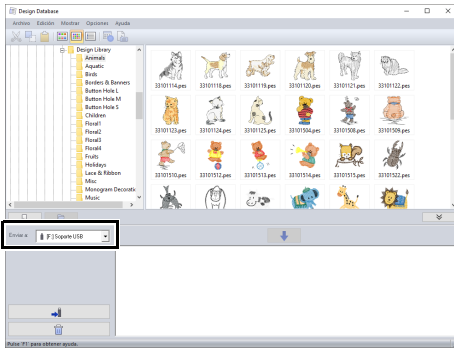 Design Database
Archivo Edición Mostrar Opciones Ayuda
Design Library
Animals
Aquatic
Birds
Borders & Banners
Button Hole L
Button Hole M
Button Hole S
Children
Floral1
Floral2
Floral3
Floral4
Fruits
Holidays
Lace & Ribbon
Misc
Monogram Decoratio
Music
33101114.pes 33101118.pes 33101119.pes 33101120.pes 33101121.pes 33101122.pes
33101123.pes 33101124.pes 33101125.pes 33101504.pes 33101508.pes 33101509.pes
33101510.pes 33101512.pes 33101513.pes 33101514.pes 33101515.pes 33101522.pes
Enviar a: [F:] Soporte USB
Pulse 'F1' para obtener ayuda.